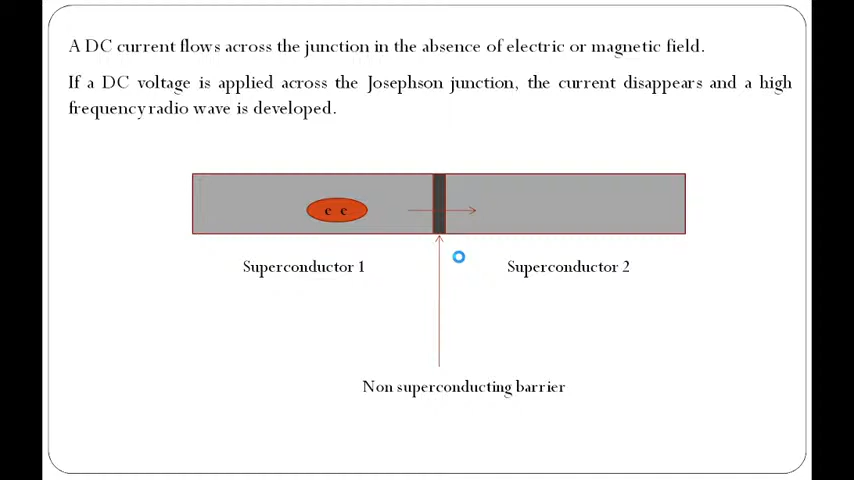 A DC current flows across the junction in the absence of electric or magnetic field.
If a DC voltage is applied across the Josephson junction, the current disappears and a high
frequency radio wave is developed.
e e
Superconductor 1
Superconductor 2
Non superconducting barrier